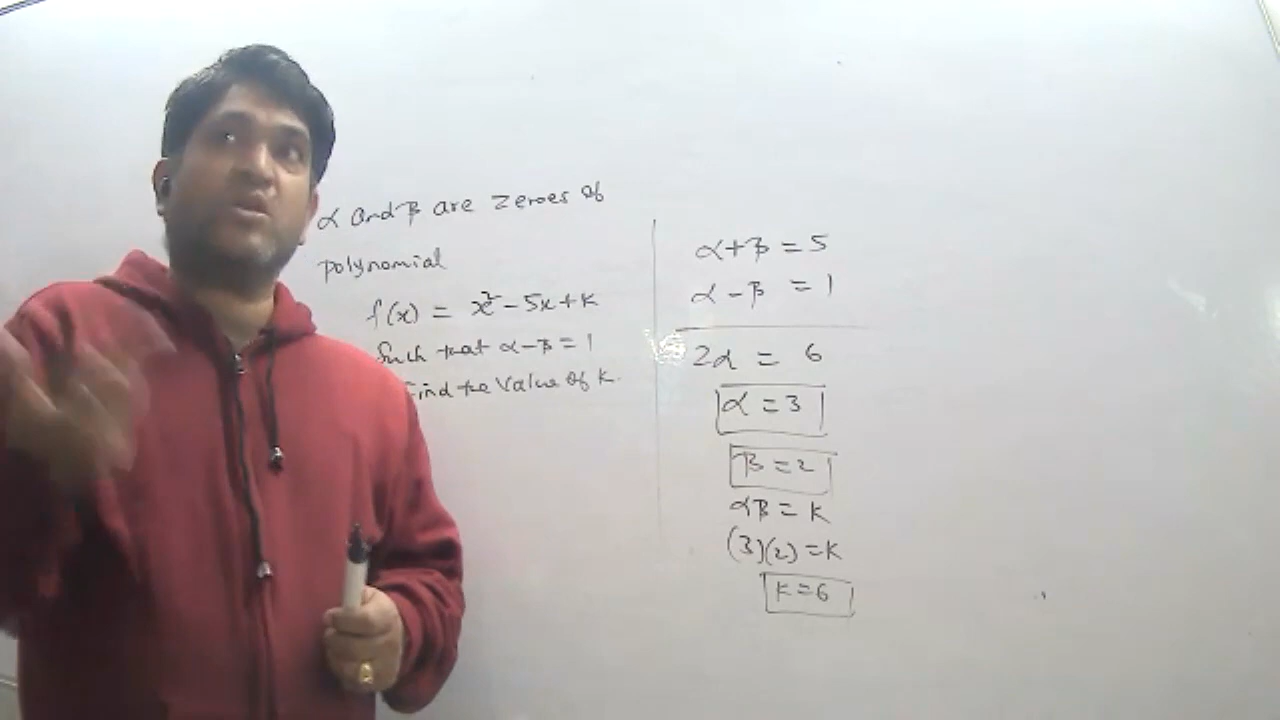 α and β are zeroes of
polynomial
f(x) = x² - 5x + k
Such that α - β = 1
Find the value of k.
α + β = 5
α - β = 1
2α = 6
α = 3
β = 2
αβ = k
(3)(2) = k
k = 6